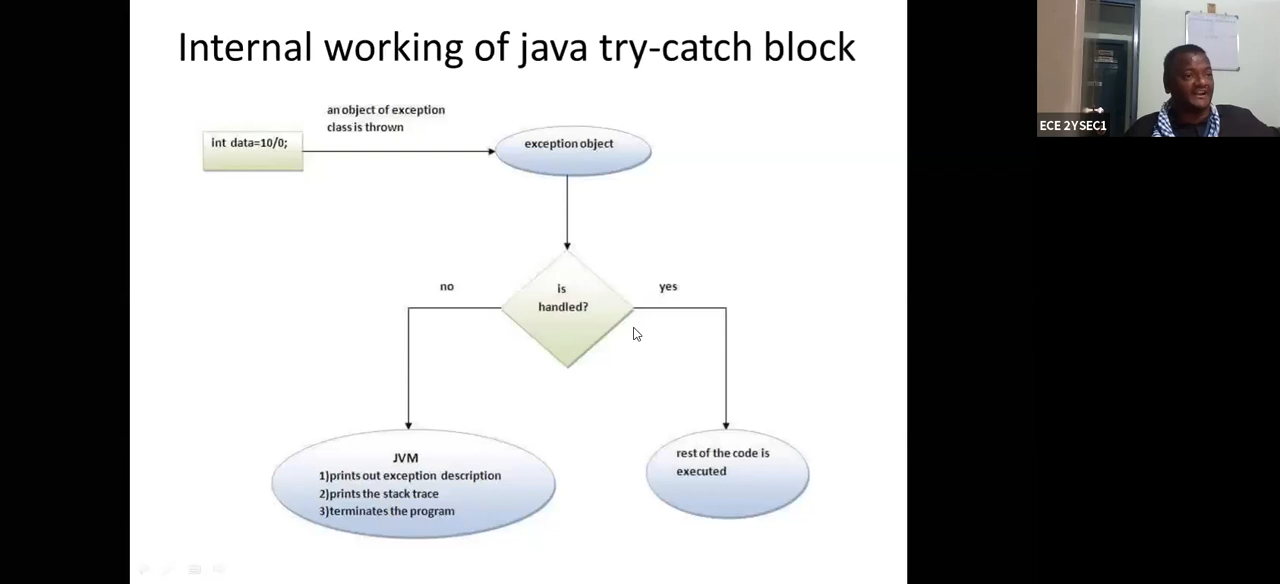 Internal working of java try-catch block
an object of exception
class is thrown
int data=10/0;
exception object
is
handled?
no
yes
JVM
1)prints out exception description
2)prints the stack trace
3)terminates the program
rest of the code is
executed
ECE 2YSEC1